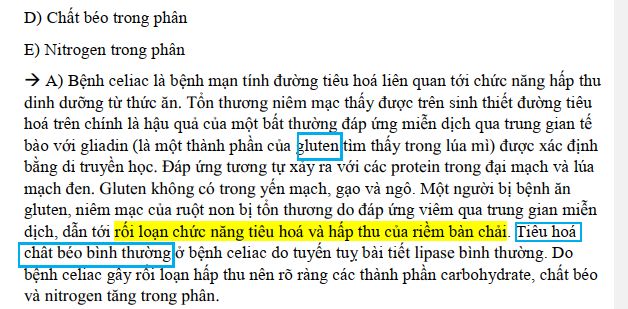 D) Chất béo trong phân
E) Nitrogen trong phân
→ A) Bệnh celiac là bệnh mạn tính đường tiêu hoá liên quan tới chức năng hấp thu
dinh dưỡng từ thức ăn. Tổn thương niêm mạc thấy được trên sinh thiết đường tiêu
hoá trên chính là hậu quả của một bất thường đáp ứng miễn dịch qua trung gian tế
bào với gliadin (là một thành phần của gluten tìm thấy trong lúa mì) được xác định
bằng di truyền học. Đáp ứng tương tự xảy ra với các protein trong đại mạch và lúa
mạch đen. Gluten không có trong yến mạch, gạo và ngô. Một người bị bệnh ăn
gluten, niêm mạc của ruột non bị tổn thương do đáp ứng viêm qua trung gian miễn
dịch, dẫn tới rối loạn chức năng tiêu hoá và hấp thu của riềm bàn chải. Tiêu hoá
chất béo bình thường ở bệnh celiac do tuyến tuỵ bài tiết lipase bình thường. Do
bệnh celiac gây rối loạn hấp thu nên rõ ràng các thành phần carbohydrate, chất béo
và nitrogen tăng trong phân.